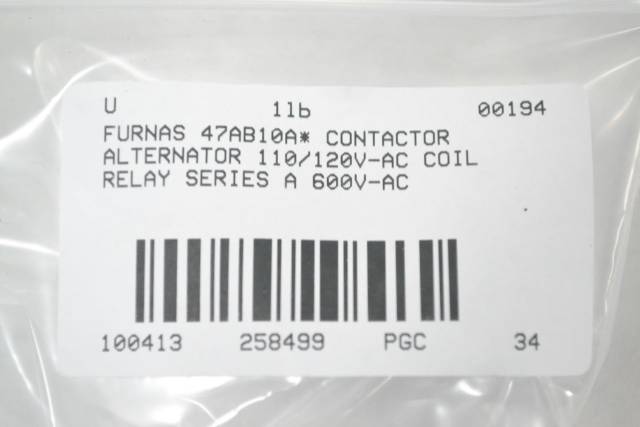 U 1lb 00194
FURNAS 47AB10A* CONTACTOR
ALTERNATOR 110/120V-AC COIL
RELAY SERIES A 600V-AC
100413 258499 PGC 34